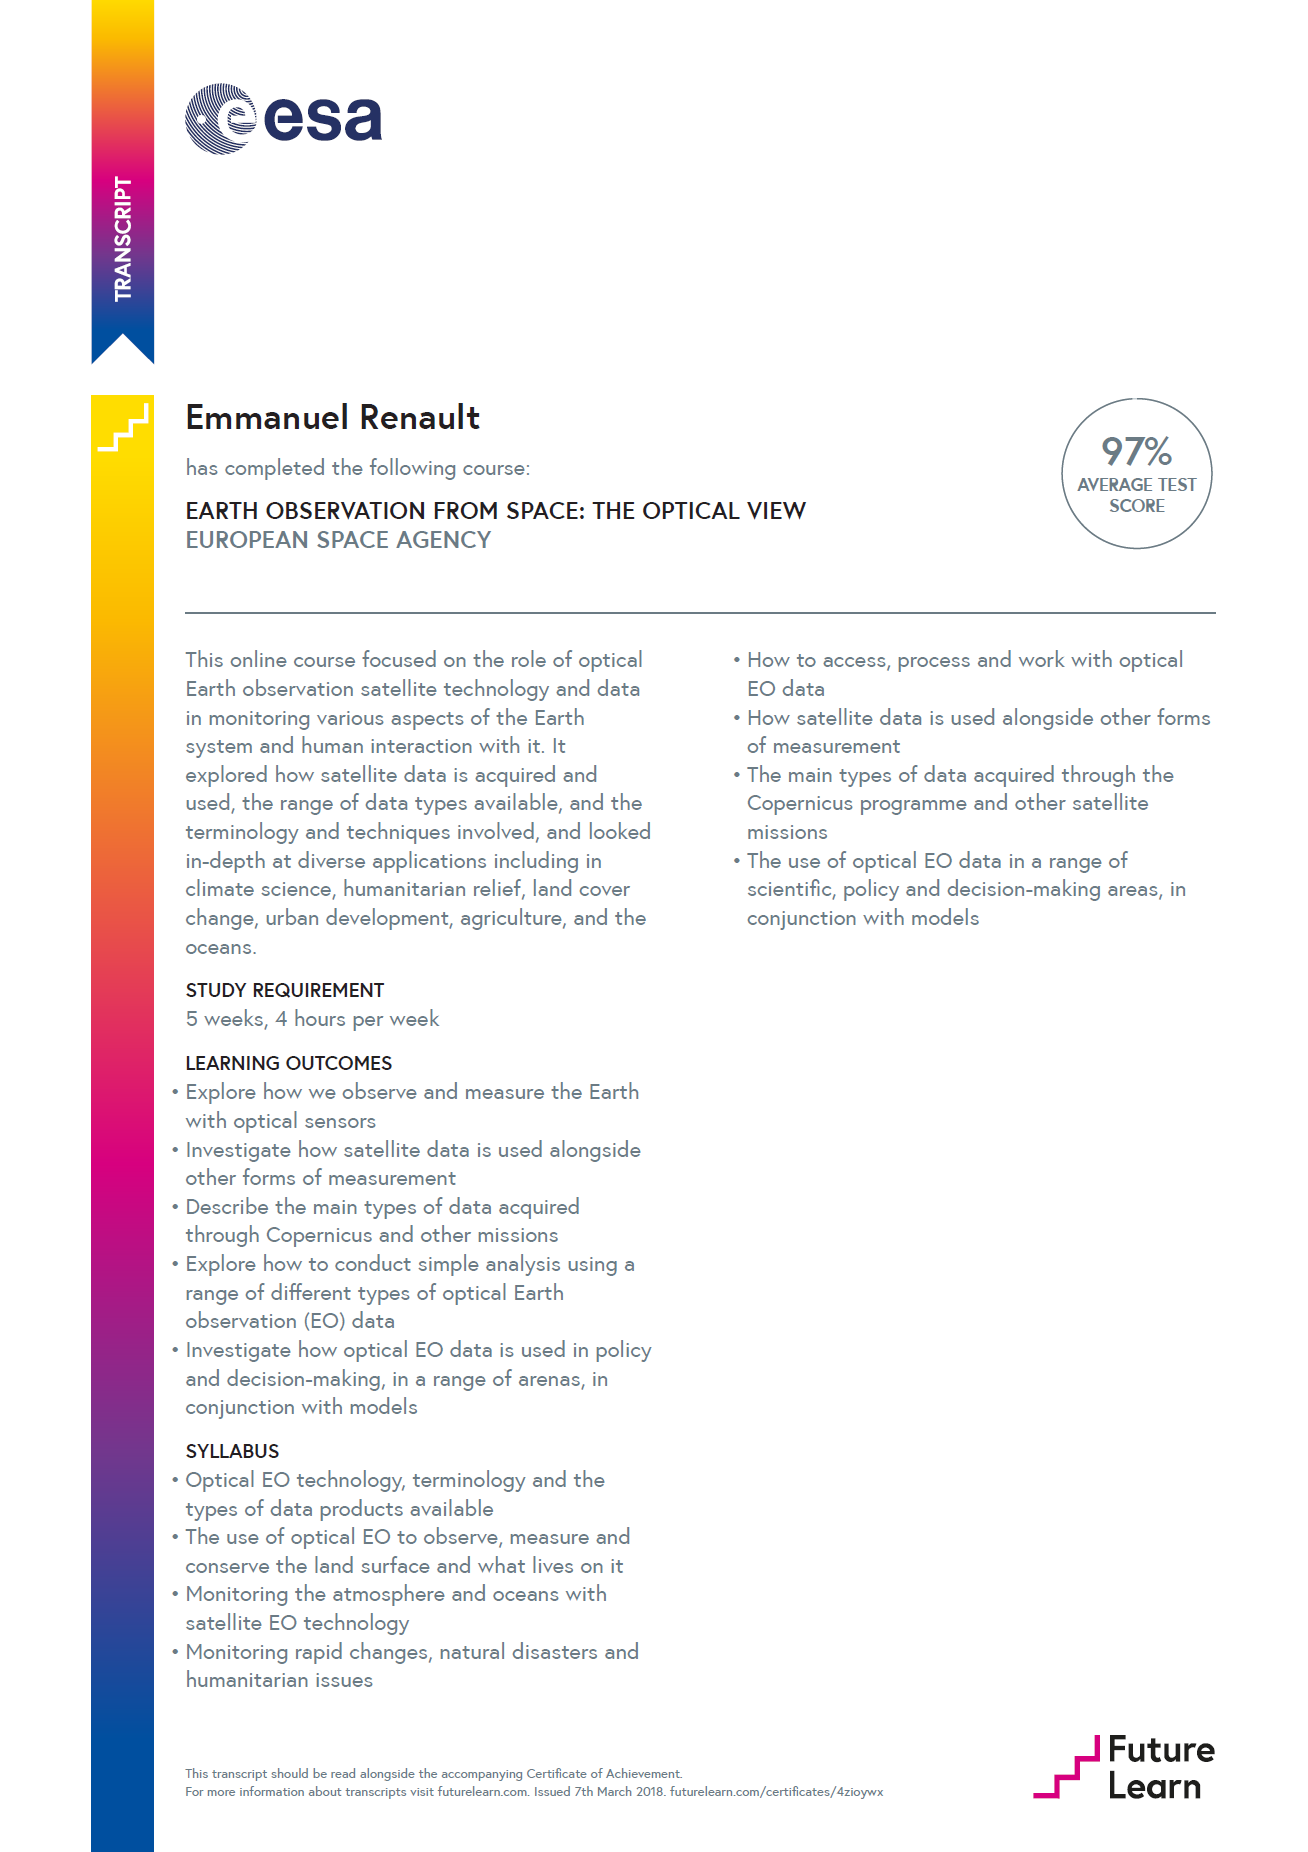 TRANSCRIPT
esa
Emmanuel Renault
has completed the following course:
EARTH OBSERVATION FROM SPACE: THE OPTICAL VIEW
EUROPEAN SPACE AGENCY
97%
AVERAGE TEST
SCORE
This online course focused on the role of optical
Earth observation satellite technology and data
in monitoring various aspects of the Earth
system and human interaction with it. It
explored how satellite data is acquired and
used, the range of data types available, and the
terminology and techniques involved, and looked
in-depth at diverse applications including in
climate science, humanitarian relief, land cover
change, urban development, agriculture, and the
oceans.
STUDY REQUIREMENT
5 weeks, 4 hours per week
LEARNING OUTCOMES
• Explore how we observe and measure the Earth
with optical sensors
• Investigate how satellite data is used alongside
other forms of measurement
• Describe the main types of data acquired
through Copernicus and other missions
• Explore how to conduct simple analysis using a
range of different types of optical Earth
observation (EO) data
• Investigate how optical EO data is used in policy
and decision-making, in a range of arenas, in
conjunction with models
SYLLABUS
• Optical EO technology, terminology and the
types of data products available
• The use of optical EO to observe, measure and
conserve the land surface and what lives on it
• Monitoring the atmosphere and oceans with
satellite EO technology
• Monitoring rapid changes, natural disasters and
humanitarian issues
• How to access, process and work with optical
EO data
• How satellite data is used alongside other forms
of measurement
• The main types of data acquired through the
Copernicus programme and other satellite
missions
• The use of optical EO data in a range of
scientific, policy and decision-making areas, in
conjunction with models
This transcript should be read alongside the accompanying Certificate of Achievement.
For more information about transcripts visit futurelearn.com. Issued 7th March 2018. futurelearn.com/certificates/4zioywx
Future
Learn